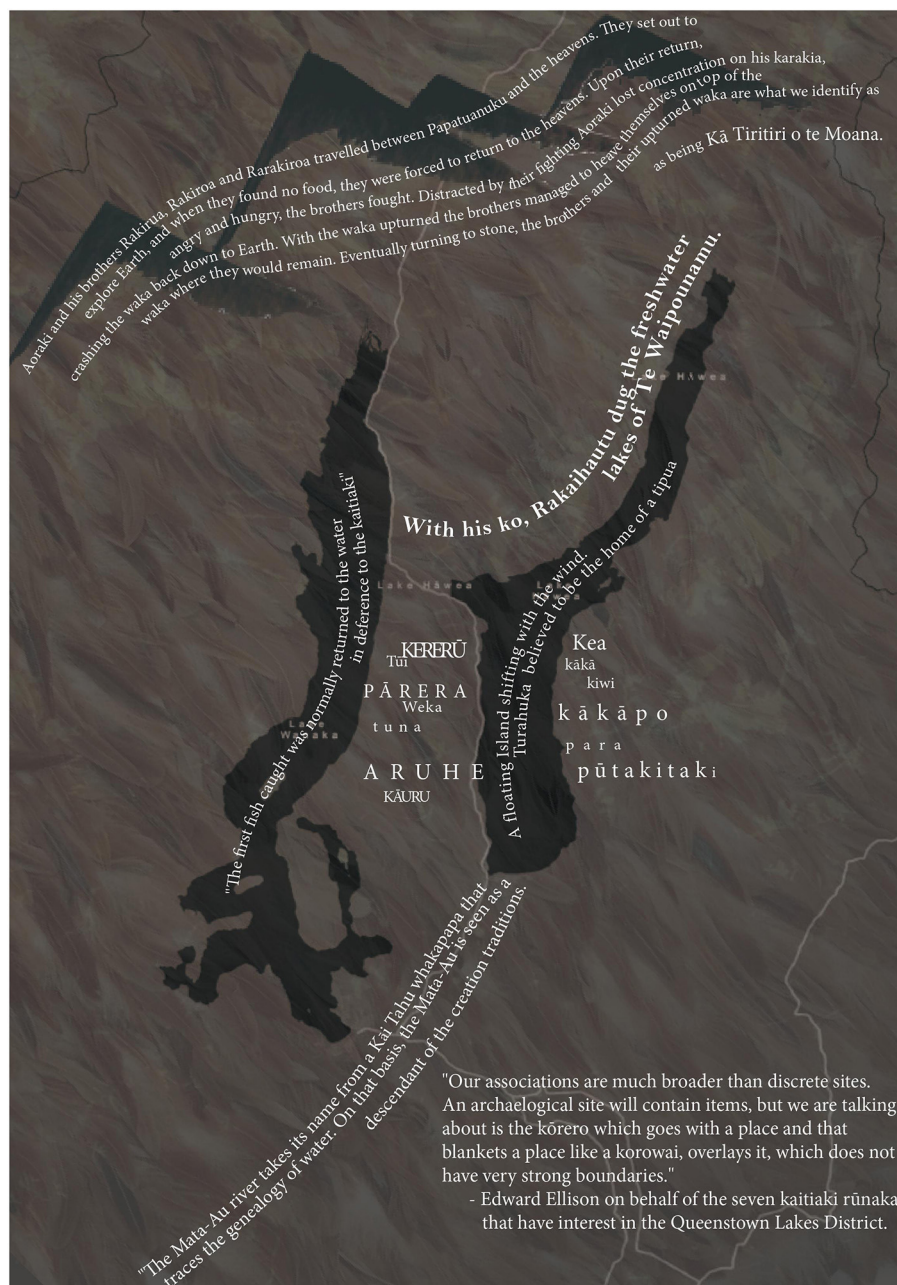 Aoraki and his brothers Rakirua, Rakiroa and Rarakiroa travelled between Papatuanuku and the heavens. They set out to
explore Earth, and when they found no food, they were forced to return to the heavens. Upon their return,
angry and hungry, the brothers fought. Distracted by their fighting Aoraki lost concentration on his karakia,
crashing the waka back down to Earth. With the waka upturned the brothers managed to heave themselves on top of the
waka where they would remain. Eventually turning to stone, the brothers and their upturned waka are what we identify as
as being Kā Tiritiri o te Moana.
With his ko, Rakaihautu dug the freshwater
lakes of Te Waipounamu.
Hāwea
"The first fish caught was normally returned to the water
in deference to the kaitiaki"
Lake Hāwea
A floating Island shifting with the wind.
Turahuka believed to be the home of a tipua
KERERŪ
Tui
PĀRERA
Weka
tuna
ARUHE
KĀURU
Kea
kākā
kiwi
kākāpo
para
pūtakitaki
Lake
Wanaka
"The Mata-Au river takes its name from a Kāi Tahu whakapapa that
traces the genealogy of water. On that basis, the Mata-Au is seen as a
descendant of the creation traditions.
"Our associations are much broader than discrete sites.
An archaelogical site will contain items, but we are talking
about is the kōrero which goes with a place and that
blankets a place like a korowai, overlays it, which does not
have very strong boundaries."
- Edward Ellison on behalf of the seven kaitiaki rūnaka
that have interest in the Queenstown Lakes District.